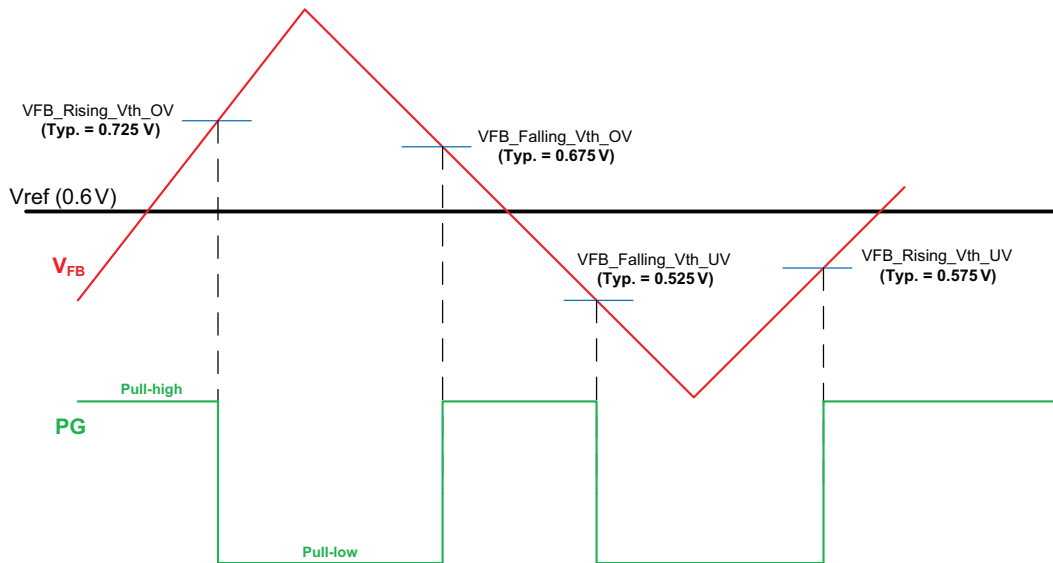 VFB_Rising_Vth_OV
(Typ. = 0.725 V)
VFB_Falling_Vth_OV
(Typ. = 0.675 V)
Vref (0.6 V)
VFB
VFB_Falling_Vth_UV
(Typ. = 0.525 V)
VFB_Rising_Vth_UV
(Typ. = 0.575 V)
Pull-high
PG
Pull-low